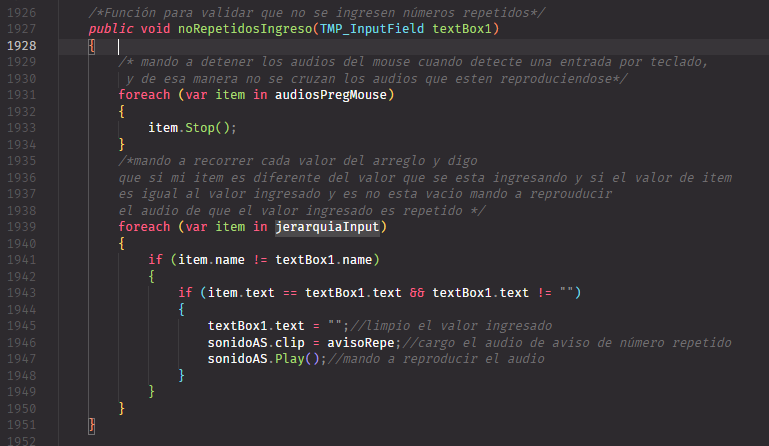 1926 /*Función para validar que no se ingresen números repetidos*/
1927 public void noRepetidosIngreso(TMP_InputField textBox1)
1928 {
1929 /* mando a detener los audios del mouse cuando detecte una entrada por teclado,
1930 y de esa manera no se cruzan los audios que esten reproduciendose*/
1931 foreach (var item in audiosPregMouse)
1932 {
1933 item.Stop();
1934 }
1935 /*mando a recorrer cada valor del arreglo y digo
1936 que si mi item es diferente del valor que se esta ingresando y si el valor de item
1937 es igual al valor ingresado y es no esta vacio mando a reprouducir
1938 el audio de que el valor ingresado es repetido */
1939 foreach (var item in jerarquiaInput)
1940 {
1941 if (item.name != textBox1.name)
1942 {
1943 if (item.text == textBox1.text && textBox1.text != "")
1944 {
1945 textBox1.text = "";//limpio el valor ingresado
1946 sonidoAS.clip = avisoRepe;//cargo el audio de aviso de número repetido
1947 sonidoAS.Play();//mando a reproducir el audio
1948 }
1949 }
1950 }
1951 }
1952